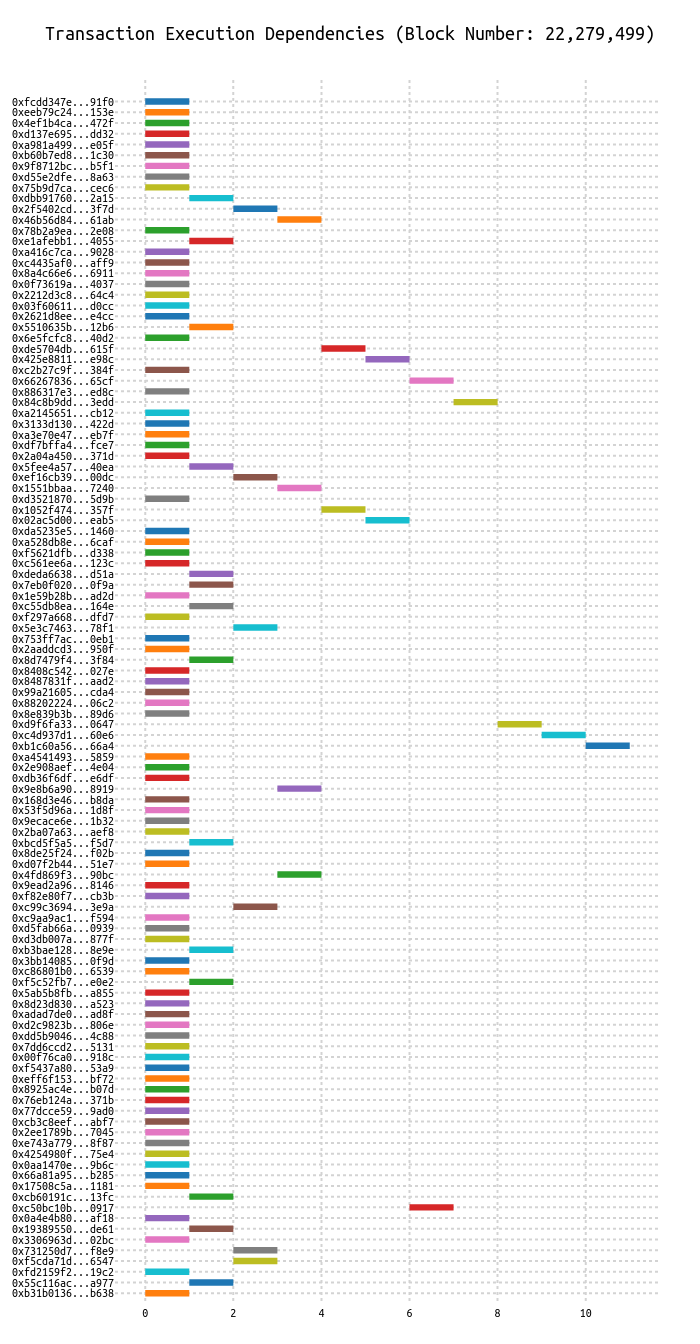 Transaction Execution Dependencies (Block Number: 22,279,499)
0xfcdd347e...91f0
0xeeb79c24...153e
0x4ef1b4ca...472f
0xd137e695...dd32
0xa981a499...e05f
0xb60b7ed8...1c30
0x9f8712bc...b5f1
0xd55e2dfe...8a63
0x75b9d7ca...cec6
0xdbb91760...2a15
0x2f5402cd...3f7d
0x46b56d84...61ab
0x78b2a9ea...2e08
0xe1afebb1...4055
0xa416c7ca...9028
0xc4435af0...aff9
0x8a4c66e6...6911
0x0f73619a...4037
0x2212d3c8...64c4
0x03f60611...d0cc
0x2621d8ee...e4cc
0x5510635b...12b6
0x6e5fcfc8...40d2
0xde5704db...615f
0x425e8811...e98c
0xc2b27c9f...384f
0x66267836...65cf
0x886317e3...ed8c
0x84c8b9dd...3edd
0xa2145651...cb12
0x3133d130...422d
0xa3e70e47...eb7f
0xdf7bffa4...fce7
0x2a04a450...371d
0x5fee4a57...40ea
0xef16cb39...00dc
0x1551bbaa...7240
0xd3521870...5d9b
0x1052f474...357f
0x02ac5d00...eab5
0xda5235e5...1460
0xa528db8e...6caf
0xf5621dfb...d338
0xc561ee6a...123c
0xdeda6638...d51a
0x7eb0f020...0f9a
0x1e59b28b...ad2d
0xc55db8ea...164e
0xf297a668...dfd7
0x5e3c7463...78f1
0x753ff7ac...0eb1
0x2aaddcd3...950f
0x8d7479f4...3f84
0x8408c542...027e
0x8487831f...aad2
0x99a21605...cda4
0x88202224...06c2
0x8e839b3b...89d6
0xd9f6fa33...0647
0xc4d937d1...60e6
0xb1c60a56...66a4
0xa4541493...5859
0x2e908aef...4e04
0xdb36f6df...e6df
0x9e8b6a90...8919
0x168d3e46...b8da
0x53f5d96a...1d8f
0x9ecace6e...1b32
0x2ba07a63...aef8
0xbcd5f5a5...f5d7
0x8de25f24...f02b
0xd07f2b44...51e7
0x4fd869f3...90bc
0x9ead2a96...8146
0xf82e80f7...cb3b
0xc99c3694...3e9a
0xc9aa9ac1...f594
0xd5fab66a...0939
0xd3db007a...877f
0xb3bae128...8e9e
0x3bb14085...0f9d
0xc86801b0...6539
0xf5c52fb7...e0e2
0x5ab5b8fb...a855
0x8d23d830...a523
0xadad7de0...ad8f
0xd2c9823b...806e
0xdd5b9046...4c88
0x7dd6ccd2...5131
0x00f76ca0...918c
0xf5437a80...53a9
0xeff6f153...bf72
0x8925ac4e...b07d
0x76eb124a...371b
0x77dcce59...9ad0
0xcb3c8eef...abf7
0x2ee1789b...7045
0xe743a779...8f87
0x4254980f...75e4
0x0aa1470e...9b6c
0x66a81a95...b285
0x17508c5a...1181
0xcb60191c...13fc
0xc50bc10b...0917
0x0a4e4b80...af18
0x19389550...de61
0x3306963d...02bc
0x731250d7...f8e9
0xf5cda71d...6547
0xfd2159f2...19c2
0x55c116ac...a977
0xb31b0136...b638
0 2 4 6 8 10